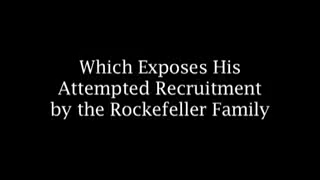 Which Exposes His
Attempted Recruitment
by the Rockefeller Family